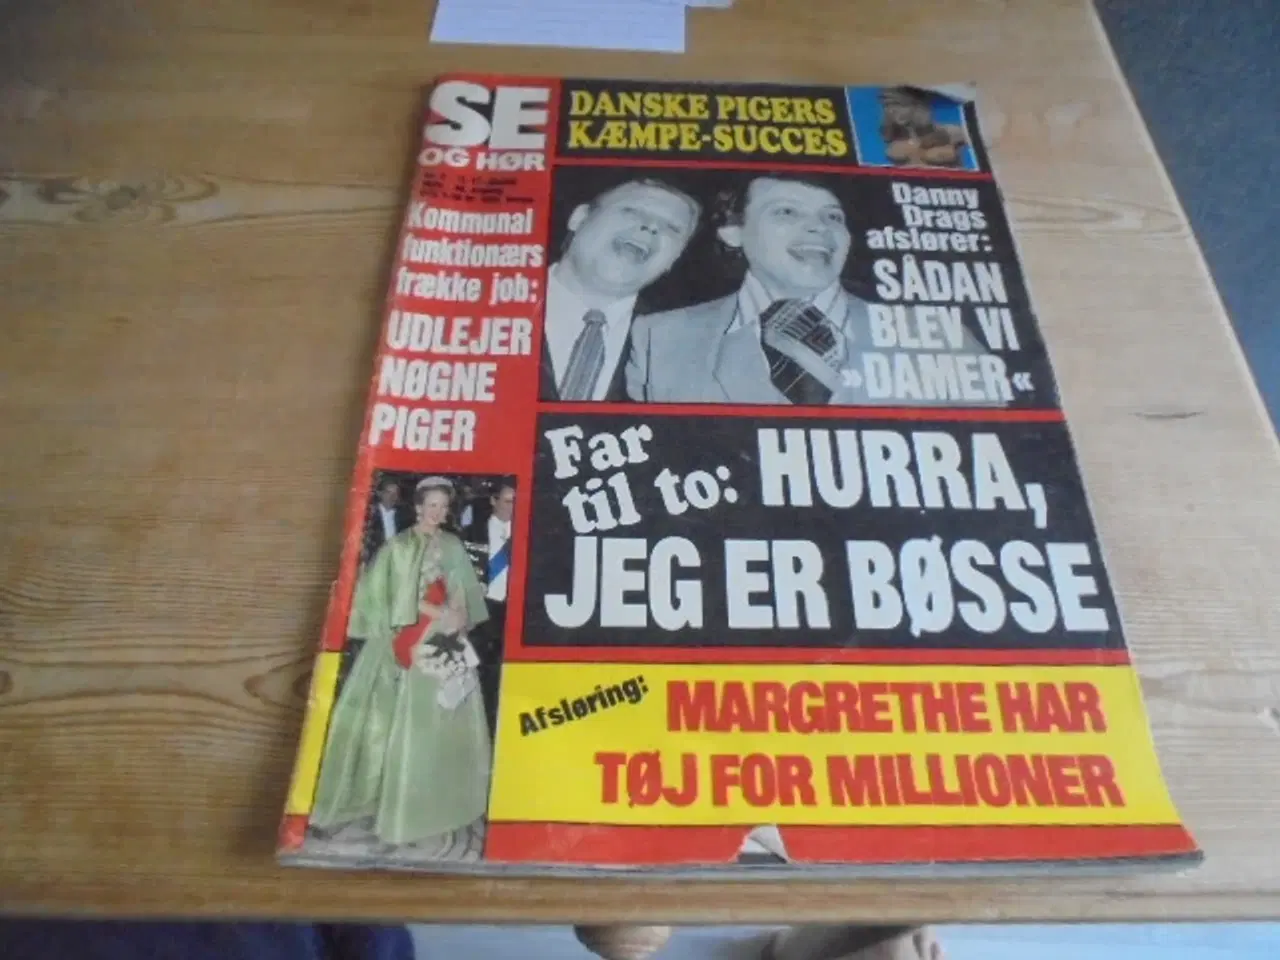 SE
OG HØR
DANSKE PIGERS
KÆMPE-SUCCES
Kommunal
funktionærs
frække job:
UDLEJER
NØGNE
PIGER
Danny
Drags
afslører:
SÅDAN
BLEV VI
»DAMER«
Far
til to: HURRA,
JEG ER BØSSE
Afsløring: MARGRETHE HAR
TØJ FOR MILLIONER